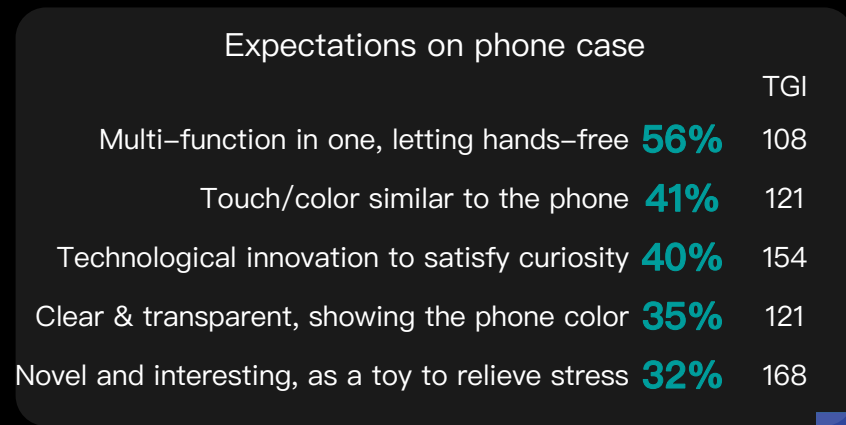 Expectations on phone case
TGI
Multi-function in one, letting hands-free 56% 108
Touch/color similar to the phone 41% 121
Technological innovation to satisfy curiosity 40% 154
Clear & transparent, showing the phone color 35% 121
Novel and interesting, as a toy to relieve stress 32% 168